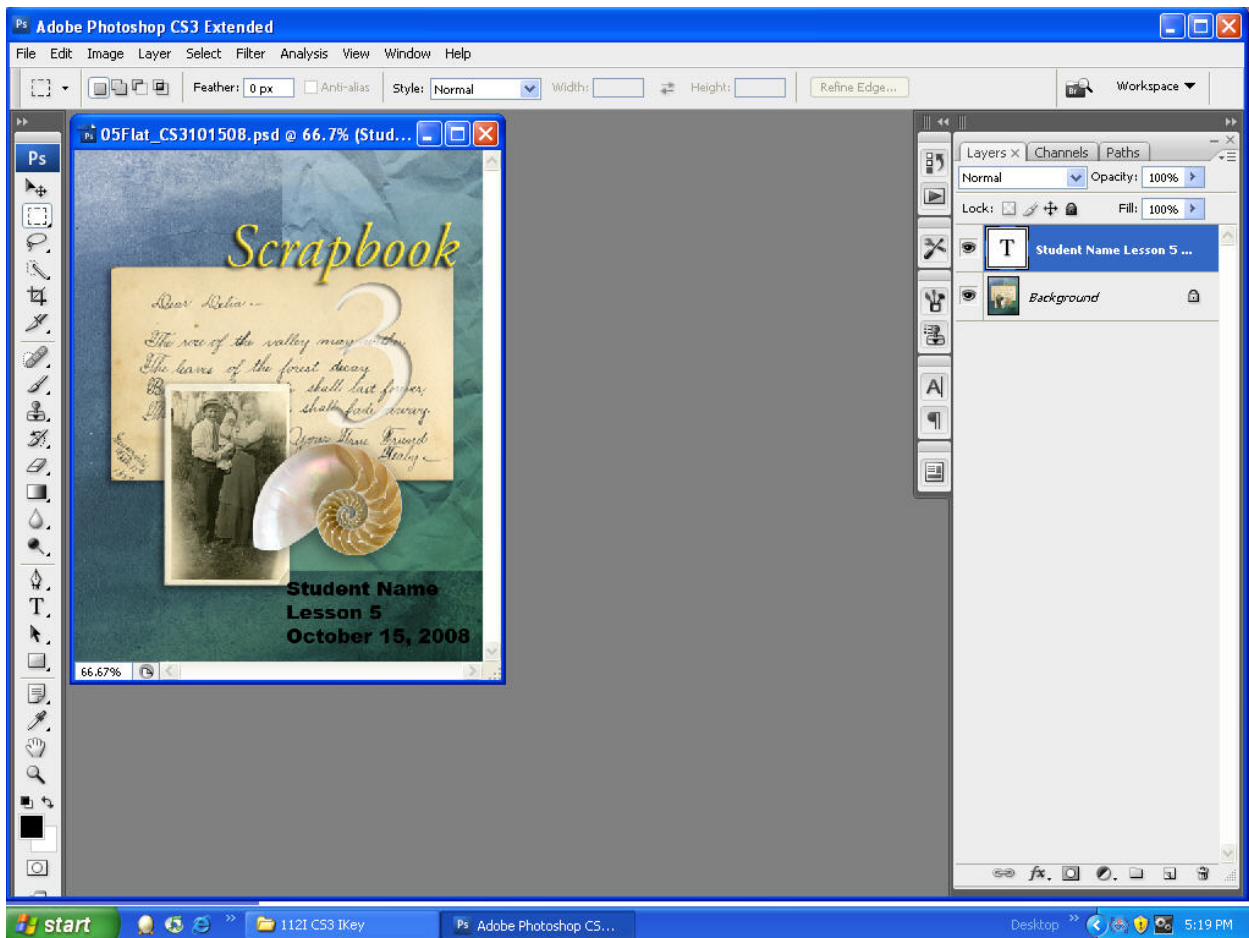 Adobe Photoshop CS3 Extended
File Edit Image Layer Select Filter Analysis View Window Help
Feather: 0 px Anti-alias Style: Normal Width: Height: Refine Edge... Br Workspace
05Flat_CS3101508.psd @ 66.7% (Stud...
Ps
Layers × Channels Paths
Normal Opacity: 100%
Lock: Fill: 100%
T Student Name Lesson 5 ...
Background
Scrapbook
3
Dear Delia --
The rose of the valley may wither
The leaves of the forest decay
shall last forever,
shall fade away.
Your True Friend
Student Name
Lesson 5
October 15, 2008
66.67%
start 112I CS3 IKey Ps Adobe Photoshop CS... Desktop 5:19 PM